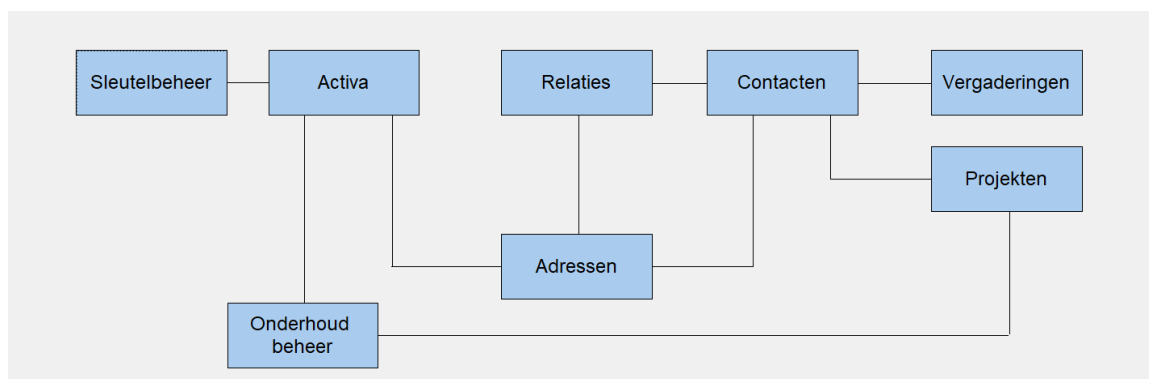 Sleutelbeheer
Activa
Relaties
Contacten
Vergaderingen
Projekten
Adressen
Onderhoud
beheer